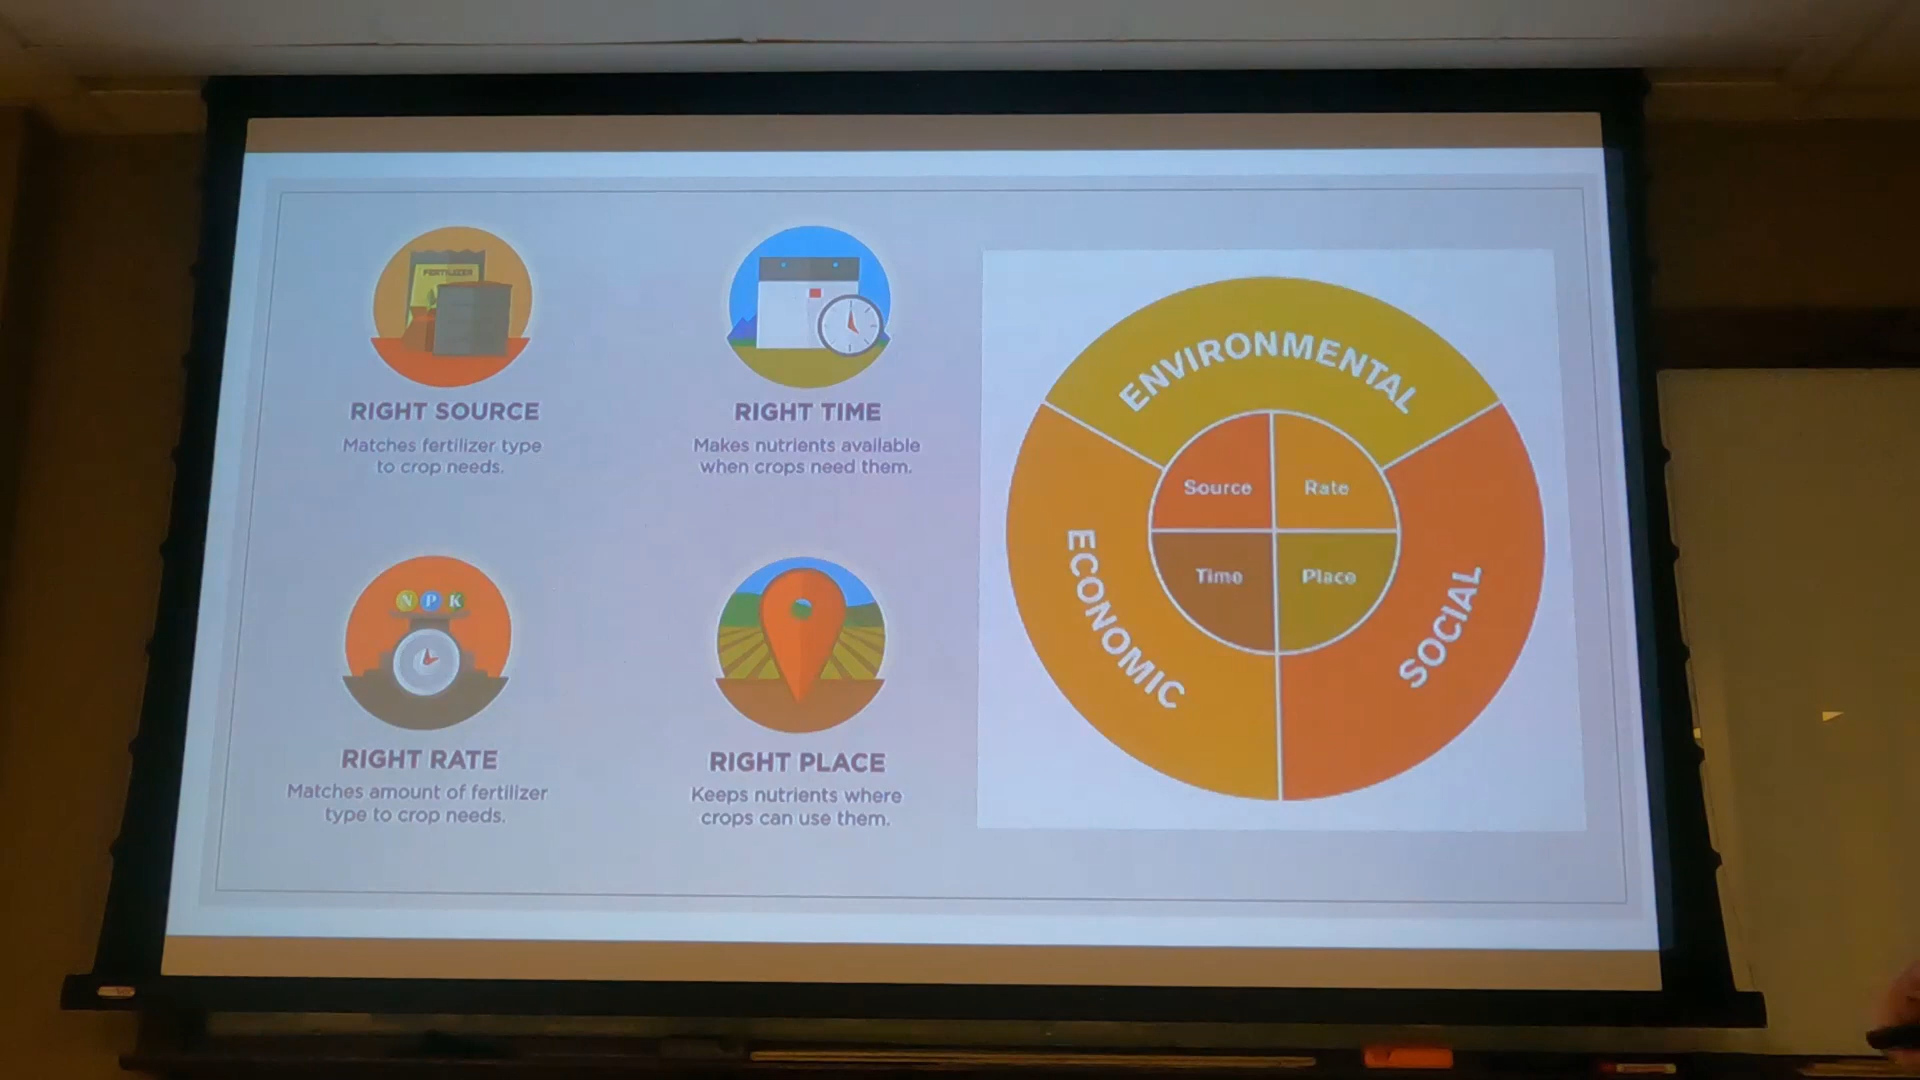 FERTILIZER
RIGHT SOURCE
Matches fertilizer type
to crop needs.
RIGHT TIME
Makes nutrients available
when crops need them.
N P K
RIGHT RATE
Matches amount of fertilizer
type to crop needs.
RIGHT PLACE
Keeps nutrients where
crops can use them.
ENVIRONMENTAL
Source
Rate
Time
Place
ECONOMIC
SOCIAL